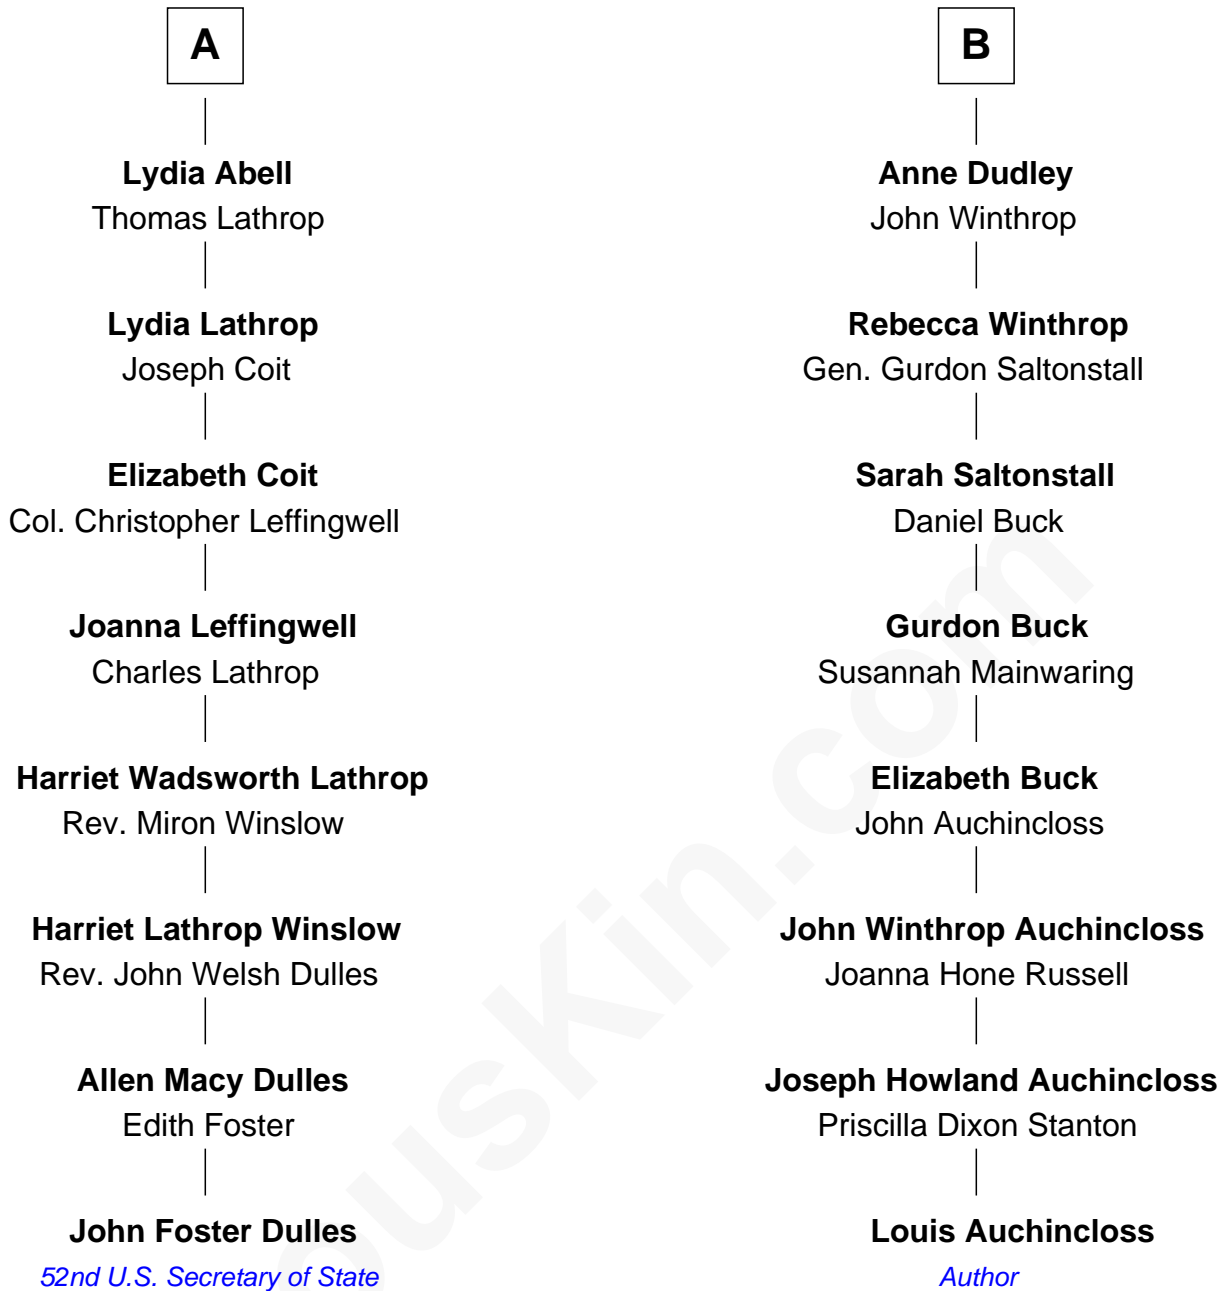 A
B
Lydia Abell
Thomas Lathrop
Anne Dudley
John Winthrop
Lydia Lathrop
Joseph Coit
Rebecca Winthrop
Gen. Gurdon Saltonstall
Elizabeth Coit
Col. Christopher Leffingwell
Sarah Saltonstall
Daniel Buck
Joanna Leffingwell
Charles Lathrop
Gurdon Buck
Susannah Mainwaring
Harriet Wadsworth Lathrop
Rev. Miron Winslow
Elizabeth Buck
John Auchincloss
Harriet Lathrop Winslow
Rev. John Welsh Dulles
John Winthrop Auchincloss
Joanna Hone Russell
Allen Macy Dulles
Edith Foster
Joseph Howland Auchincloss
Priscilla Dixon Stanton
John Foster Dulles
52nd U.S. Secretary of State
Louis Auchincloss
Author
ousKin.com